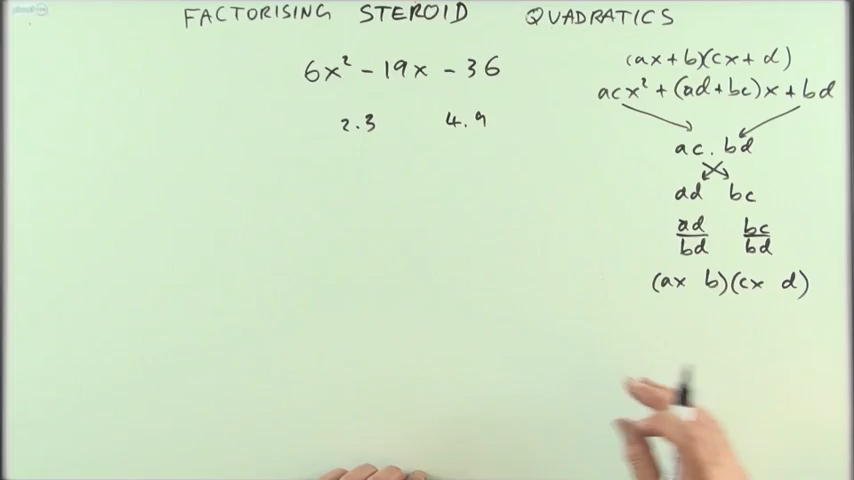 FACTORISING STEROID QUADRATICS
6x² - 19x - 36
2.3 4.9
(ax+b)(cx+d)
acx² + (ad+bc)x + bd
ac . bd
ad bc
ad/bd bc/bd
(ax b)(cx d)